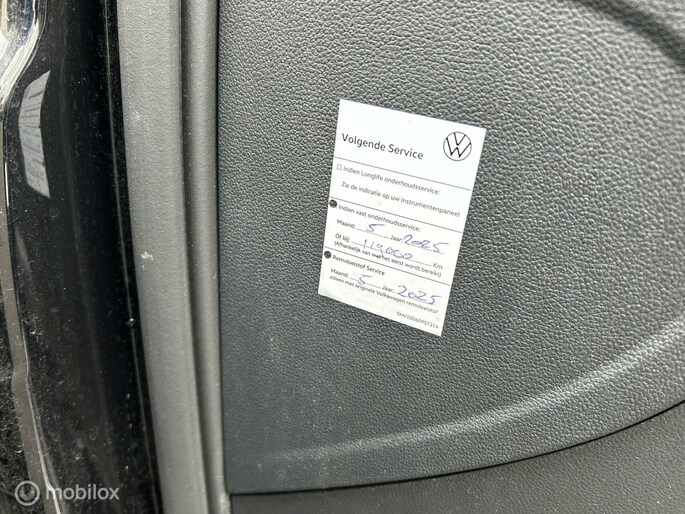 Volgende Service
Indien Longlife onderhoudsservice:
Zie de indicatie op uw instrumentenpaneel
Indien vast onderhoudsservice:
Maand: 5 Jaar: 2025
Of bij: 119.000 Km
(Afhankelijk van wat het eerst wordt bereikt)
Remvloeistof Service
Maand: 5 Jaar: 2025
Alleen met originele Volkswagen remvloeistof
mobilox